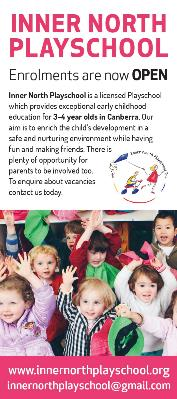 INNER NORTH
PLAYSCHOOL
Enrolments are now OPEN
Inner North Playschool is a licensed Playschool
which provides exceptional early childhood
education for 3-4 year olds in Canberra. Our
aim is to enrich the child's development in a
safe and nurturing environment while having
fun and making friends. There is
plenty of opportunity for
parents to be involved too.
To enquire about vacancies
contact us today.
Inner North Playschool
www.innernorthplayschool.org
innernorthplayschool@gmail.com